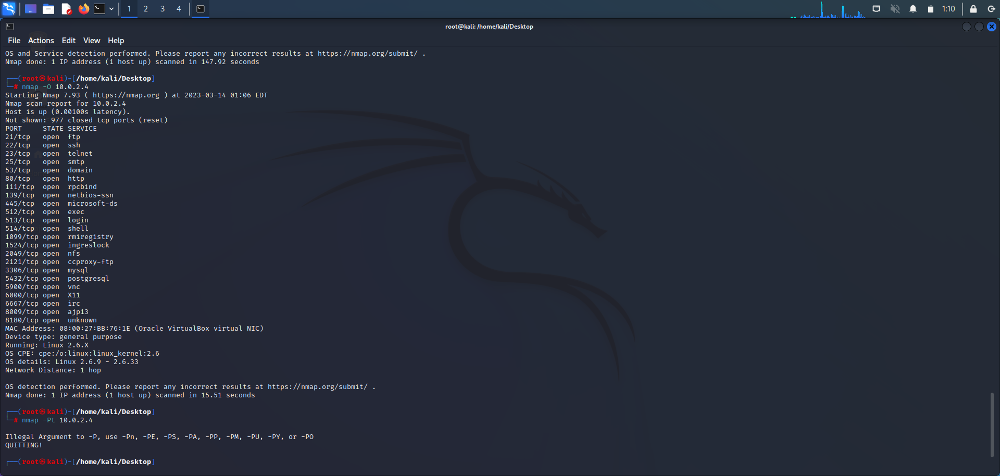 1 2 3 4 1:10
root@kali: /home/kali/Desktop
File Actions Edit View Help
OS and Service detection performed. Please report any incorrect results at https://nmap.org/submit/ .
Nmap done: 1 IP address (1 host up) scanned in 147.92 seconds
┌──(root㉿kali)-[/home/kali/Desktop]
└─# nmap -O 10.0.2.4
Starting Nmap 7.93 ( https://nmap.org ) at 2023-03-14 01:06 EDT
Nmap scan report for 10.0.2.4
Host is up (0.00100s latency).
Not shown: 977 closed tcp ports (reset)
PORT     STATE SERVICE
21/tcp   open  ftp
22/tcp   open  ssh
23/tcp   open  telnet
25/tcp   open  smtp
53/tcp   open  domain
80/tcp   open  http
111/tcp  open  rpcbind
139/tcp  open  netbios-ssn
445/tcp  open  microsoft-ds
512/tcp  open  exec
513/tcp  open  login
514/tcp  open  shell
1099/tcp open  rmiregistry
1524/tcp open  ingreslock
2049/tcp open  nfs
2121/tcp open  ccproxy-ftp
3306/tcp open  mysql
5432/tcp open  postgresql
5900/tcp open  vnc
6000/tcp open  X11
6667/tcp open  irc
8009/tcp open  ajp13
8180/tcp open  unknown
MAC Address: 08:00:27:BB:76:1E (Oracle VirtualBox virtual NIC)
Device type: general purpose
Running: Linux 2.6.X
OS CPE: cpe:/o:linux:linux_kernel:2.6
OS details: Linux 2.6.9 - 2.6.33
Network Distance: 1 hop
OS detection performed. Please report any incorrect results at https://nmap.org/submit/ .
Nmap done: 1 IP address (1 host up) scanned in 15.51 seconds
┌──(root㉿kali)-[/home/kali/Desktop]
└─# nmap -Pt 10.0.2.4
Illegal Argument to -P, use -Pn, -PE, -PS, -PA, -PP, -PM, -PU, -PY, or -PO
QUITTING!
┌──(root㉿kali)-[/home/kali/Desktop]